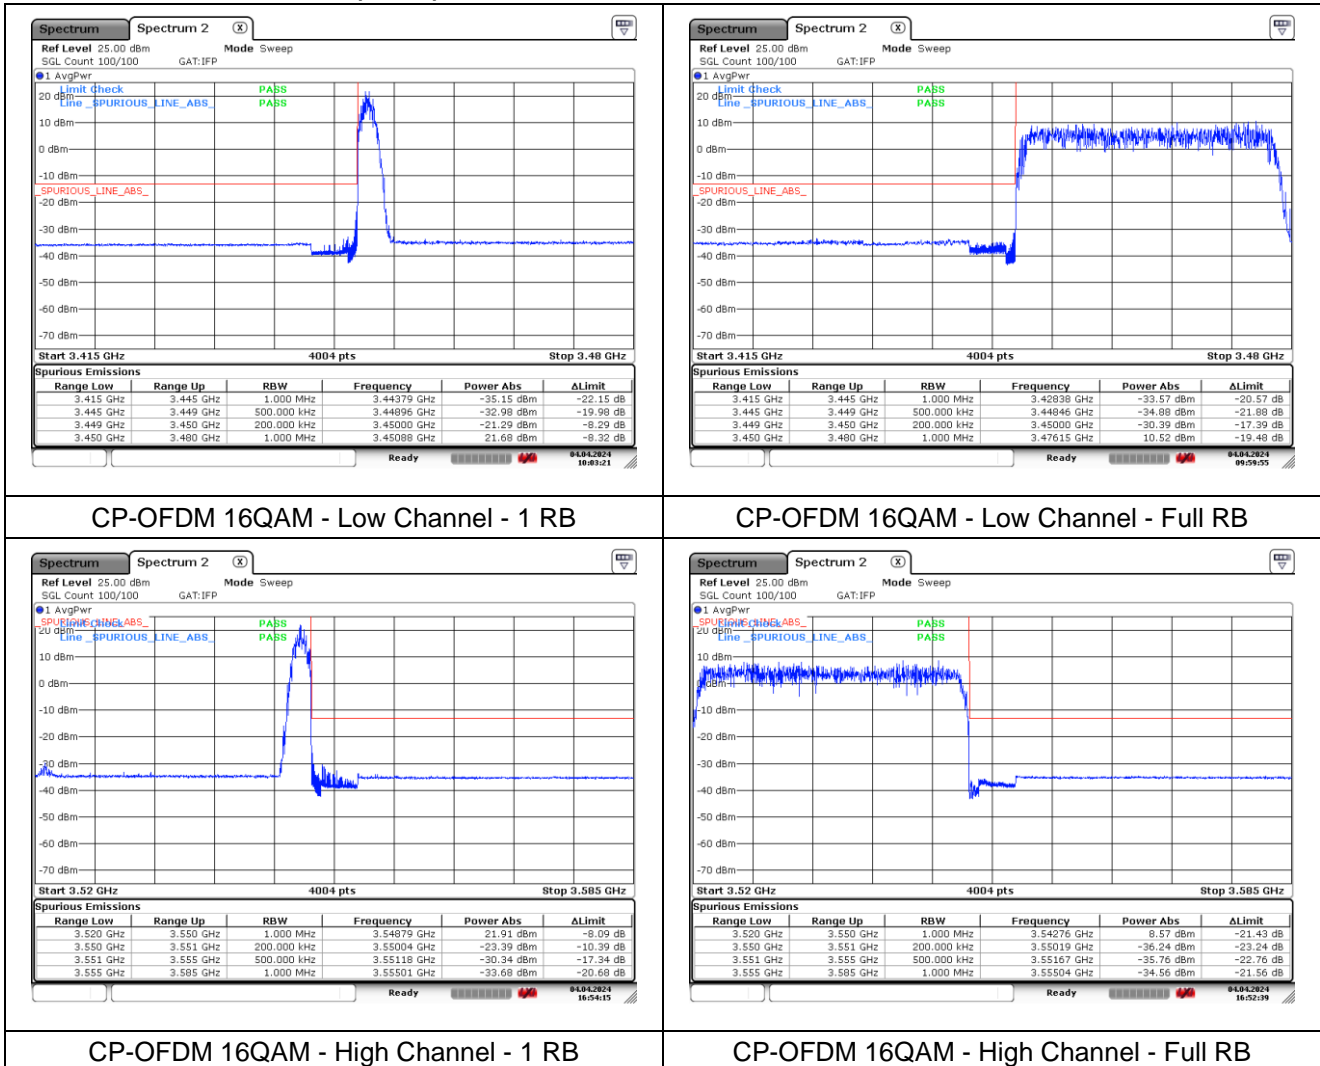 Spectrum Spectrum 2 X
Ref Level 25.00 dBm Mode Sweep
SGL Count 100/100 GAT:IFP
1 AvgPwr
Limit Check PASS
Line _SPURIOUS_LINE_ABS_ PASS
20 dBm
10 dBm
0 dBm
-10 dBm
_SPURIOUS_LINE_ABS_
-20 dBm
-30 dBm
-40 dBm
-50 dBm
-60 dBm
-70 dBm
Start 3.415 GHz 4004 pts Stop 3.48 GHz
Spurious Emissions
Range Low Range Up RBW Frequency Power Abs ΔLimit
3.415 GHz 3.445 GHz 1.000 MHz 3.44379 GHz -35.15 dBm -22.15 dB
3.445 GHz 3.449 GHz 500.000 kHz 3.44896 GHz -32.98 dBm -19.98 dB
3.449 GHz 3.450 GHz 200.000 kHz 3.45000 GHz -21.29 dBm -8.29 dB
3.450 GHz 3.480 GHz 1.000 MHz 3.45088 GHz 21.68 dBm -8.32 dB
Ready 04.04.2024
10:03:21
CP-OFDM 16QAM - Low Channel - 1 RB
Spectrum Spectrum 2 X
Ref Level 25.00 dBm Mode Sweep
SGL Count 100/100 GAT:IFP
1 AvgPwr
Limit Check PASS
Line _SPURIOUS_LINE_ABS_ PASS
20 dBm
10 dBm
0 dBm
-10 dBm
_SPURIOUS_LINE_ABS_
-20 dBm
-30 dBm
-40 dBm
-50 dBm
-60 dBm
-70 dBm
Start 3.415 GHz 4004 pts Stop 3.48 GHz
Spurious Emissions
Range Low Range Up RBW Frequency Power Abs ΔLimit
3.415 GHz 3.445 GHz 1.000 MHz 3.42838 GHz -33.57 dBm -20.57 dB
3.445 GHz 3.449 GHz 500.000 kHz 3.44846 GHz -34.88 dBm -21.88 dB
3.449 GHz 3.450 GHz 200.000 kHz 3.45000 GHz -30.39 dBm -17.39 dB
3.450 GHz 3.480 GHz 1.000 MHz 3.47615 GHz 10.52 dBm -19.48 dB
Ready 04.04.2024
09:59:55
CP-OFDM 16QAM - Low Channel - Full RB
Spectrum Spectrum 2 X
Ref Level 25.00 dBm Mode Sweep
SGL Count 100/100 GAT:IFP
1 AvgPwr
_SPURIOUS_LINE_ABS_
Limit Check PASS
Line _SPURIOUS_LINE_ABS_ PASS
20 dBm
10 dBm
0 dBm
-10 dBm
-20 dBm
-30 dBm
-40 dBm
-50 dBm
-60 dBm
-70 dBm
Start 3.52 GHz 4004 pts Stop 3.585 GHz
Spurious Emissions
Range Low Range Up RBW Frequency Power Abs ΔLimit
3.520 GHz 3.550 GHz 1.000 MHz 3.54879 GHz 21.91 dBm -8.09 dB
3.550 GHz 3.551 GHz 200.000 kHz 3.55004 GHz -23.39 dBm -10.39 dB
3.551 GHz 3.555 GHz 500.000 kHz 3.55118 GHz -30.34 dBm -17.34 dB
3.555 GHz 3.585 GHz 1.000 MHz 3.55501 GHz -33.68 dBm -20.68 dB
Ready 04.04.2024
16:54:15
CP-OFDM 16QAM - High Channel - 1 RB
Spectrum Spectrum 2 X
Ref Level 25.00 dBm Mode Sweep
SGL Count 100/100 GAT:IFP
1 AvgPwr
_SPURIOUS_LINE_ABS_
Limit Check PASS
Line _SPURIOUS_LINE_ABS_ PASS
20 dBm
10 dBm
0 dBm
-10 dBm
-20 dBm
-30 dBm
-40 dBm
-50 dBm
-60 dBm
-70 dBm
Start 3.52 GHz 4004 pts Stop 3.585 GHz
Spurious Emissions
Range Low Range Up RBW Frequency Power Abs ΔLimit
3.520 GHz 3.550 GHz 1.000 MHz 3.54276 GHz 8.57 dBm -21.43 dB
3.550 GHz 3.551 GHz 200.000 kHz 3.55019 GHz -36.24 dBm -23.24 dB
3.551 GHz 3.555 GHz 500.000 kHz 3.55167 GHz -35.76 dBm -22.76 dB
3.555 GHz 3.585 GHz 1.000 MHz 3.55504 GHz -34.56 dBm -21.56 dB
Ready 04.04.2024
16:52:39
CP-OFDM 16QAM - High Channel - Full RB